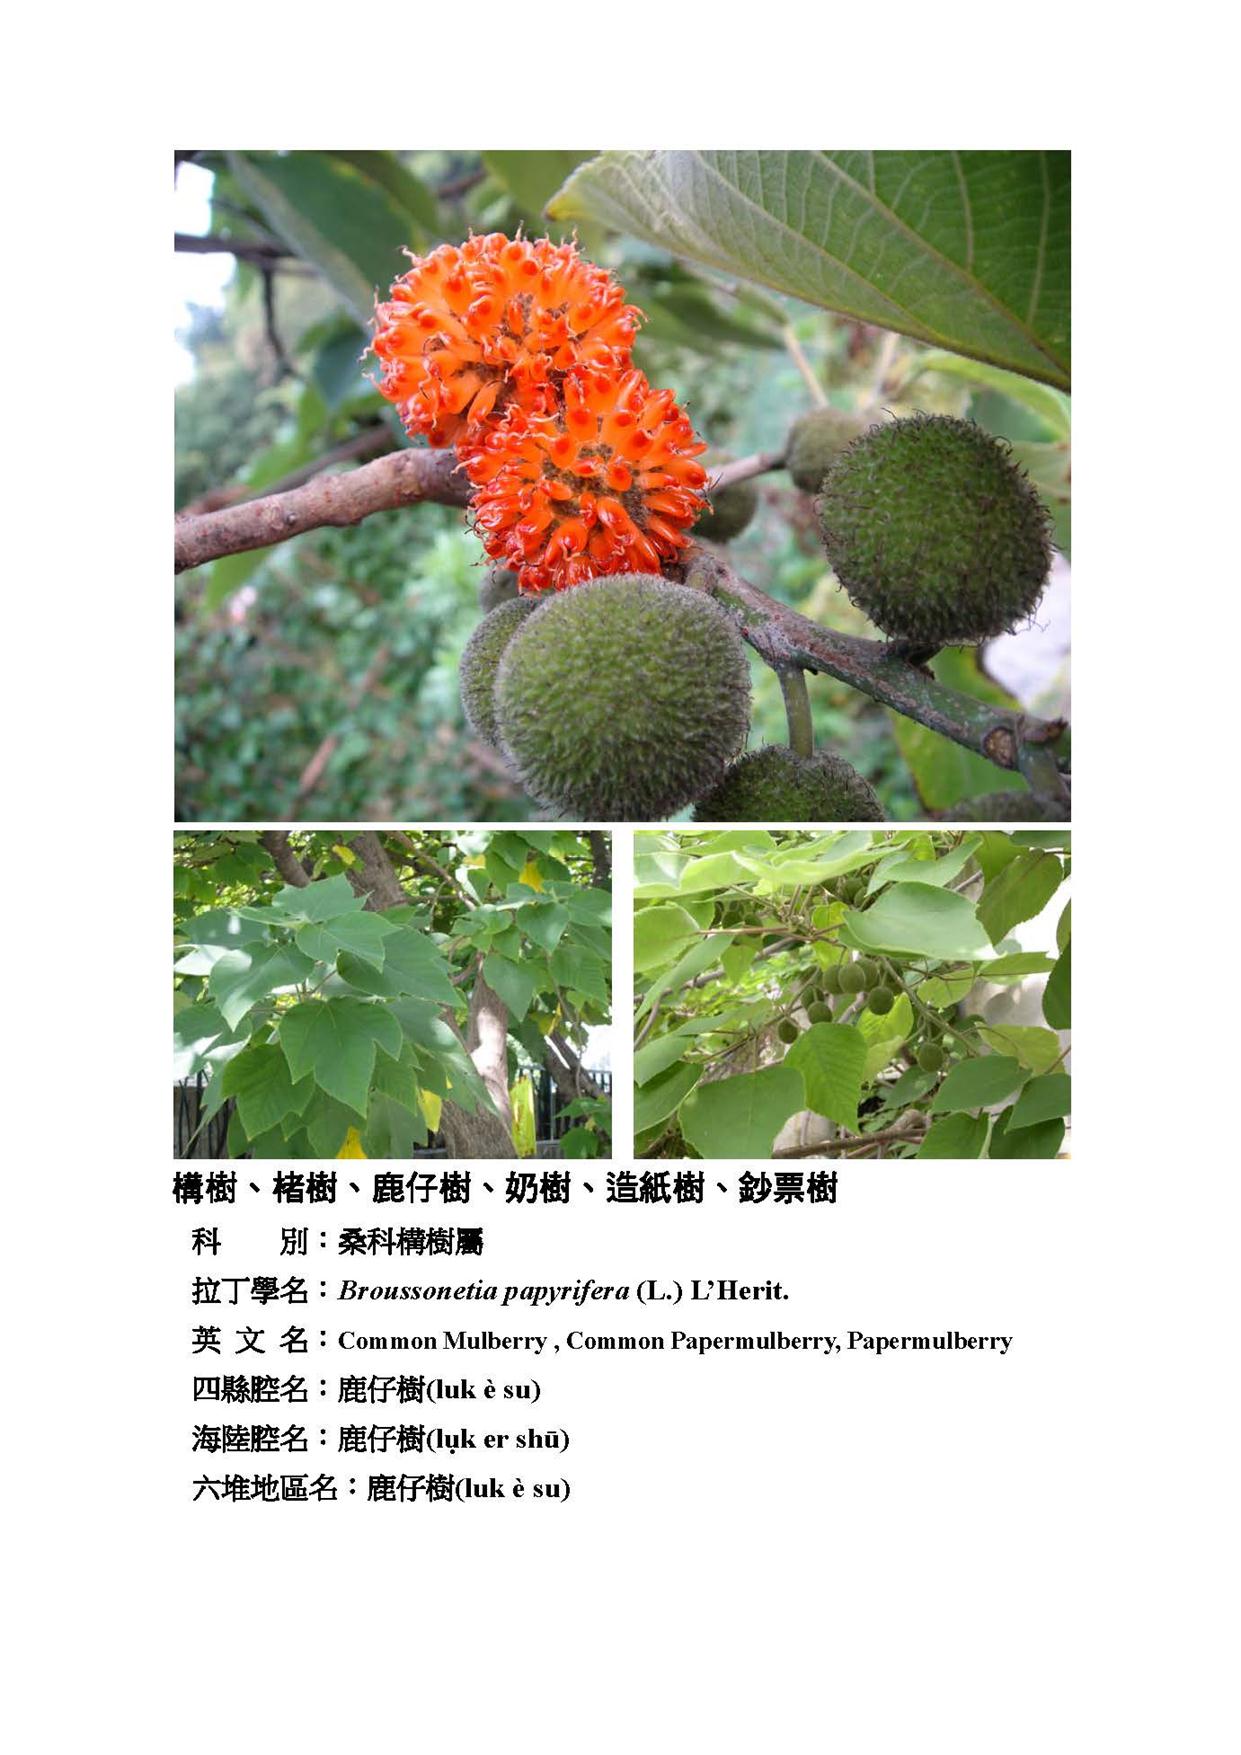 構樹、楮樹、鹿仔樹、奶樹、造紙樹、鈔票樹
科　　別：桑科構樹屬
拉丁學名：Broussonetia papyrifera (L.) L’Herit.
英 文 名：Common Mulberry , Common Papermulberry, Papermulberry
四縣腔名：鹿仔樹(luk è su)
海陸腔名：鹿仔樹(lụk er shū)
六堆地區名：鹿仔樹(luk è su)